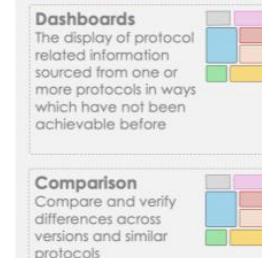 Dashboards
The display of protocol
related information
sourced from one or
more protocols in ways
which have not been
achievable before
Comparison
Compare and verify
differences across
versions and similar
protocols